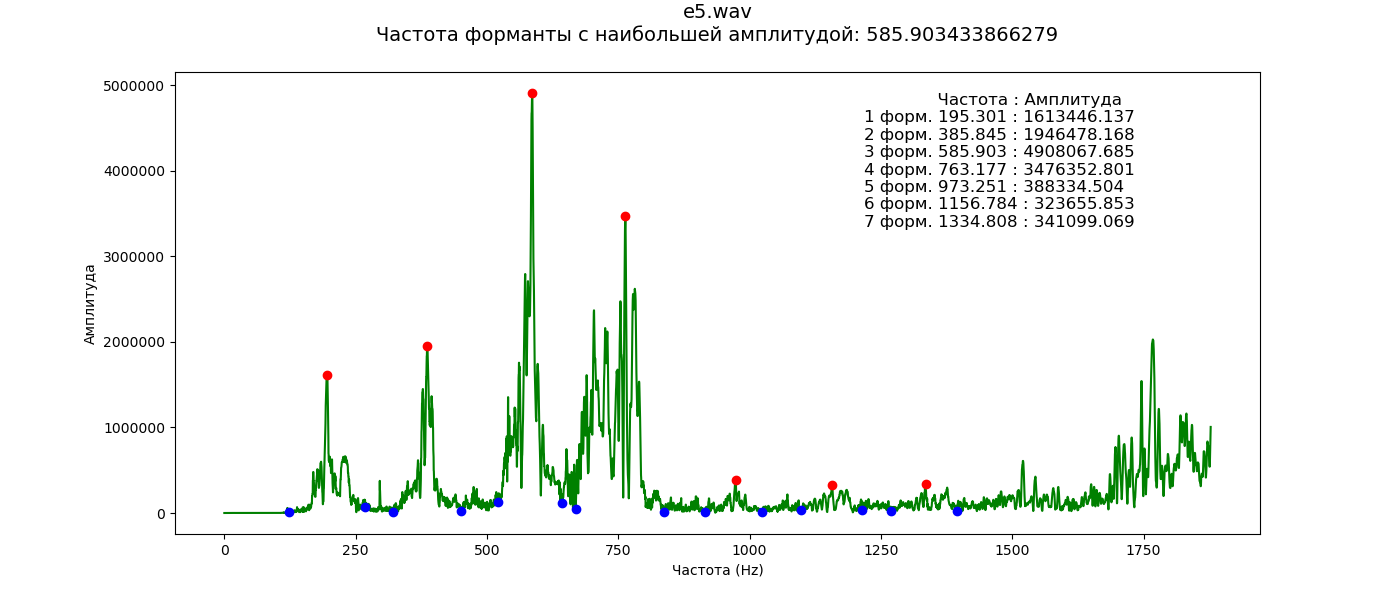 e5.wav
Частота форманты с наибольшей амплитудой: 585.903433866279
Частота : Амплитуда
1 форм. 195.301 : 1613446.137
2 форм. 385.845 : 1946478.168
3 форм. 585.903 : 4908067.685
4 форм. 763.177 : 3476352.801
5 форм. 973.251 : 388334.504
6 форм. 1156.784 : 323655.853
7 форм. 1334.808 : 341099.069
Амплитуда
5000000
4000000
3000000
2000000
1000000
0
0 250 500 750 1000 1250 1500 1750
Частота (Hz)